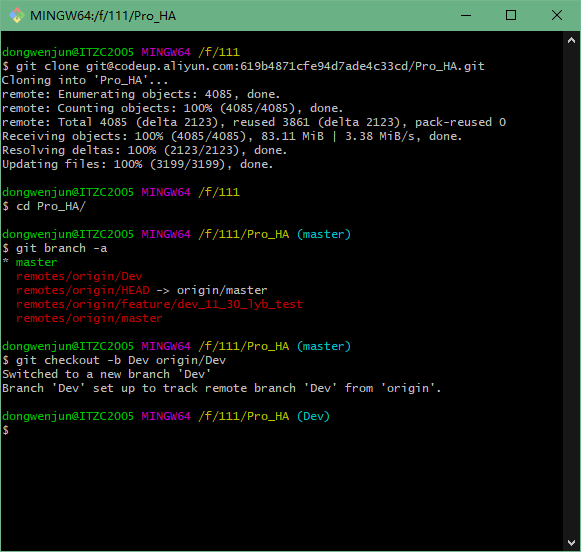 MINGW64:/f/111/Pro_HA
dongwenjun@ITZC2005 MINGW64 /f/111
$ git clone git@codeup.aliyun.com:619b4871cfe94d7ade4c33cd/Pro_HA.git
Cloning into 'Pro_HA'...
remote: Enumerating objects: 4085, done.
remote: Counting objects: 100% (4085/4085), done.
remote: Total 4085 (delta 2123), reused 3861 (delta 2123), pack-reused 0
Receiving objects: 100% (4085/4085), 83.11 MiB | 3.38 MiB/s, done.
Resolving deltas: 100% (2123/2123), done.
Updating files: 100% (3199/3199), done.
dongwenjun@ITZC2005 MINGW64 /f/111
$ cd Pro_HA/
dongwenjun@ITZC2005 MINGW64 /f/111/Pro_HA (master)
$ git branch -a
* master
remotes/origin/Dev
remotes/origin/HEAD -> origin/master
remotes/origin/feature/dev_11_30_lyb_test
remotes/origin/master
dongwenjun@ITZC2005 MINGW64 /f/111/Pro_HA (master)
$ git checkout -b Dev origin/Dev
Switched to a new branch 'Dev'
Branch 'Dev' set up to track remote branch 'Dev' from 'origin'.
dongwenjun@ITZC2005 MINGW64 /f/111/Pro_HA (Dev)
$